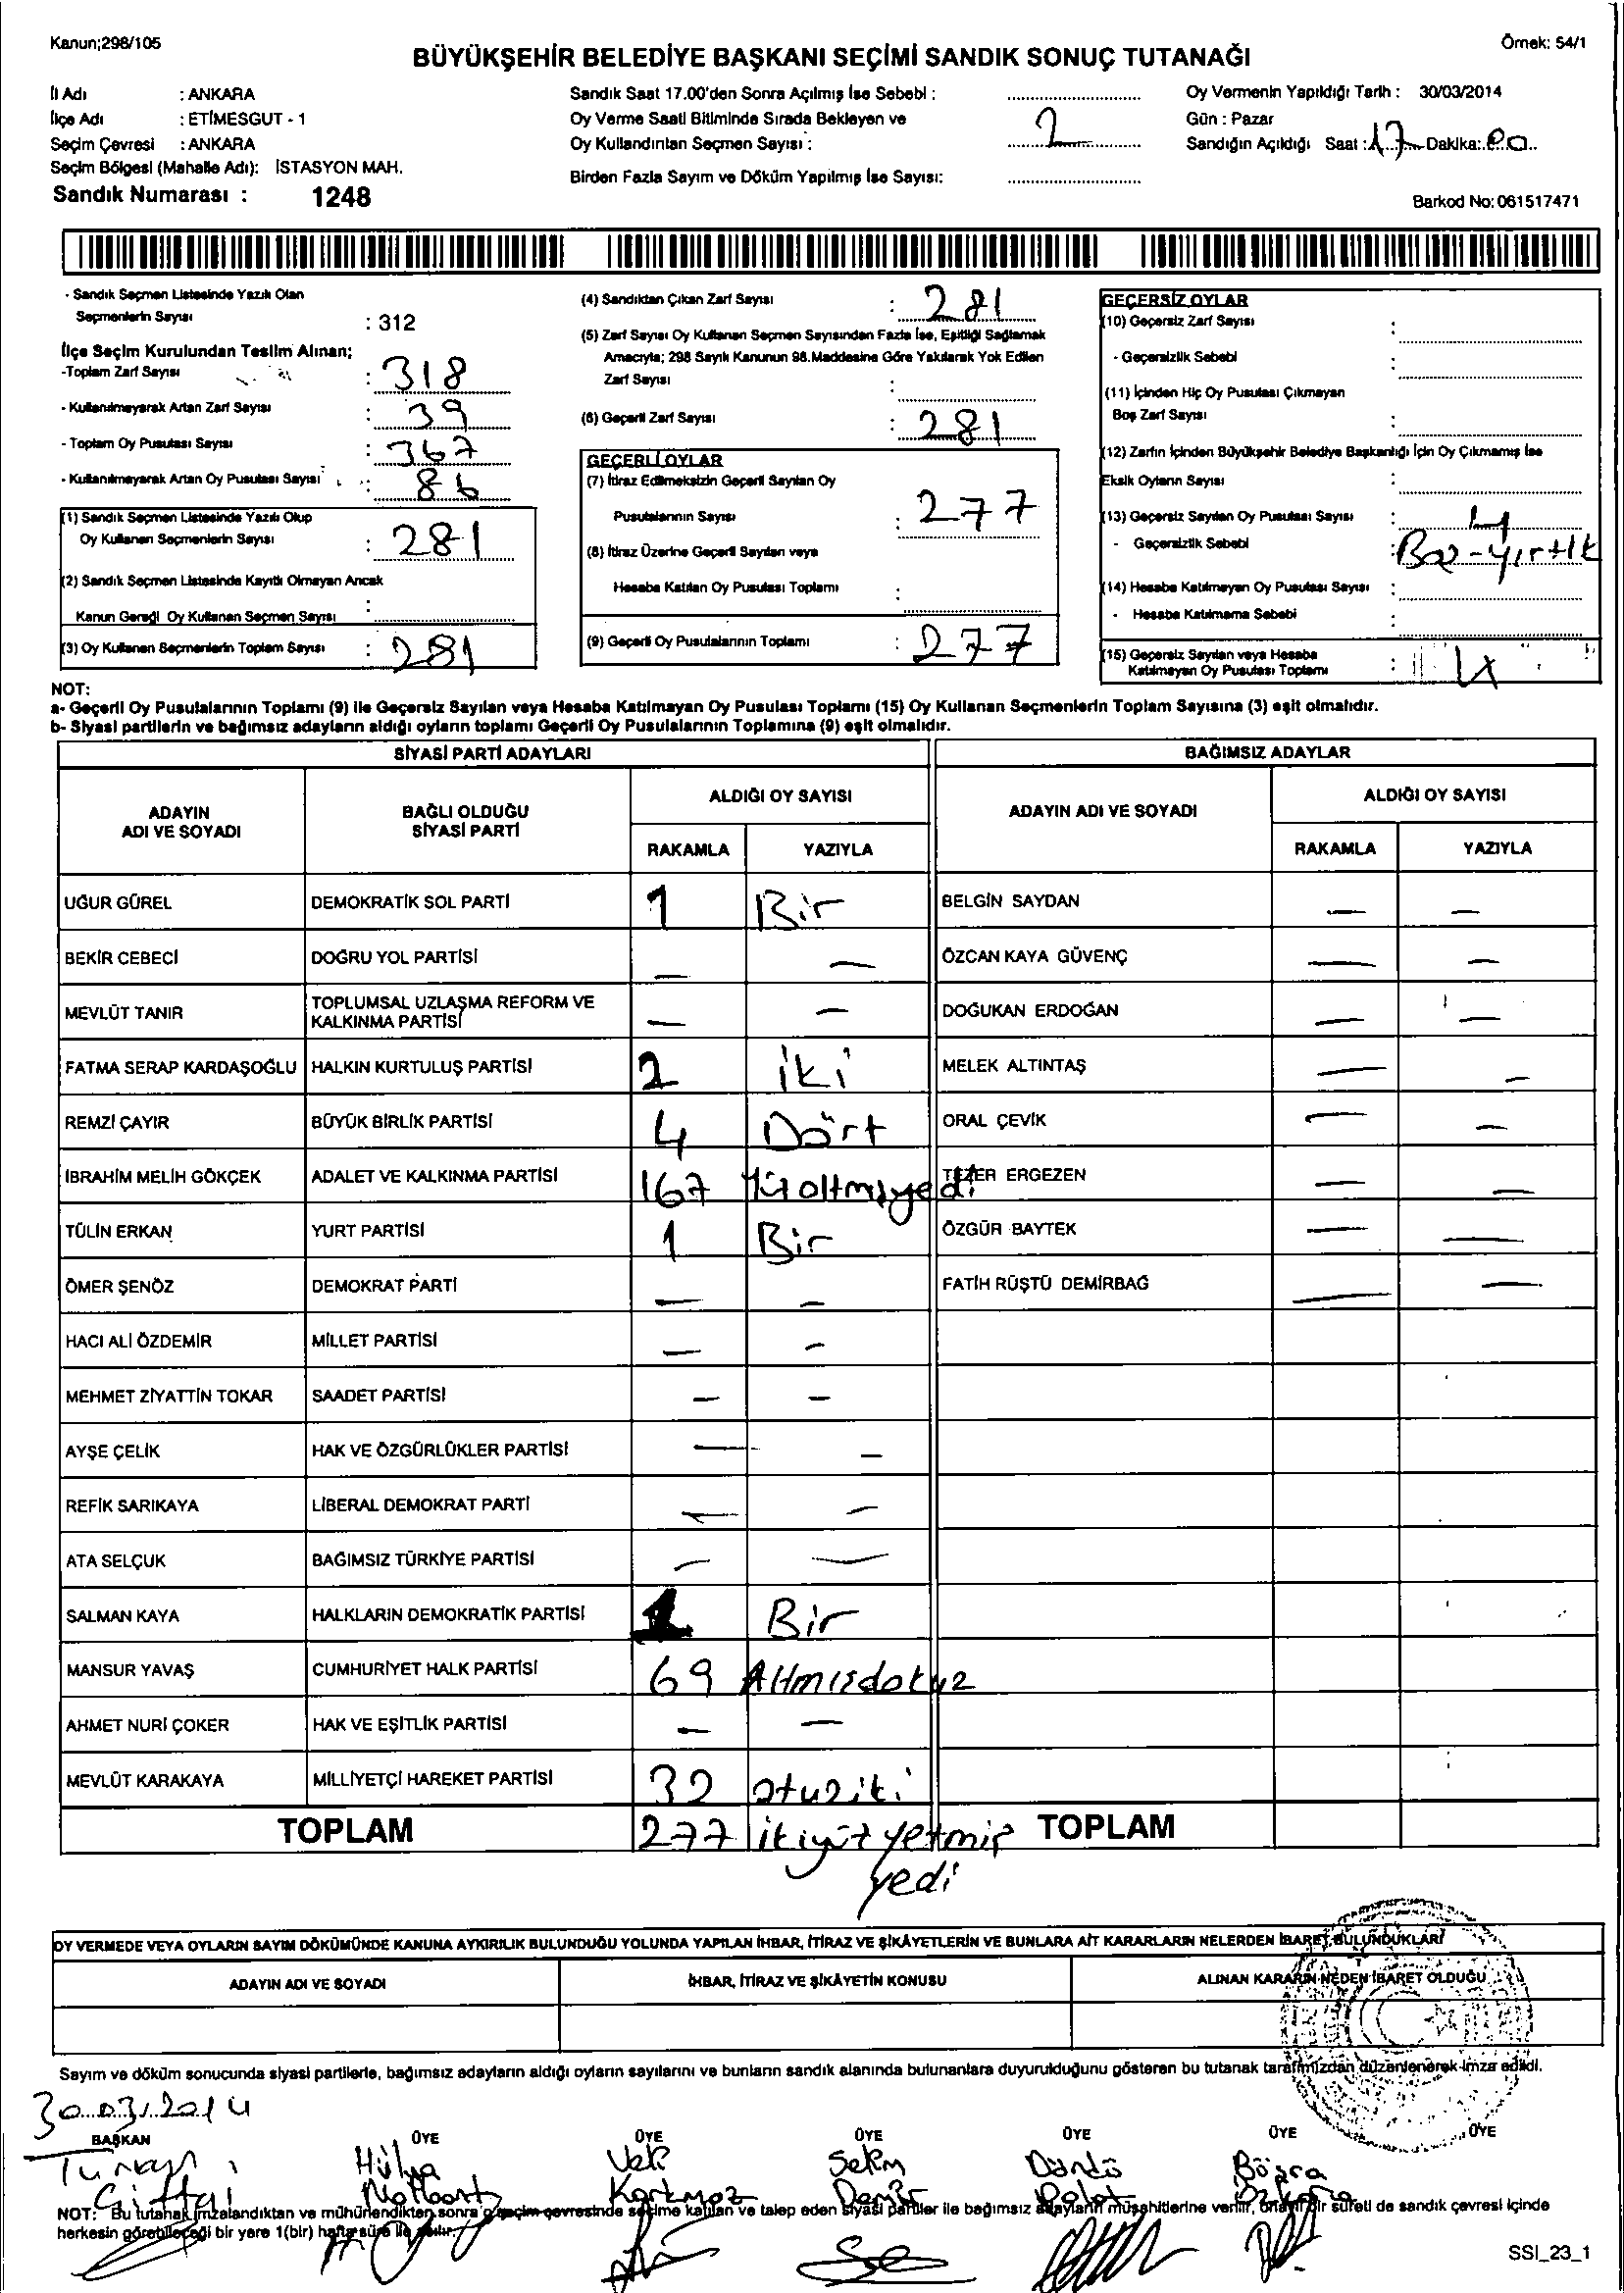 Kanun;298/105
Örnek: 54/1
BÜYÜKŞEHİR BELEDİYE BAŞKANI SEÇİMİ SANDIK SONUÇ TUTANAĞI
İl Adı : ANKARA
İlçe Adı : ETİMESGUT - 1
Seçim Çevresi : ANKARA
Seçim Bölgesi (Mahalle Adı): İSTASYON MAH.
Sandık Numarası : 1248
Sandık Saat 17.00'den Sonra Açılmış İse Sebebi :
Oy Verme Saati Bitiminde Sırada Bekleyen ve
Oy Kullandırılan Seçmen Sayısı : 2
Birden Fazla Sayım ve Döküm Yapılmış İse Sayısı:
Oy Vermenin Yapıldığı Tarih : 30/03/2014
Gün : Pazar
Sandığın Açıldığı Saat : 17 Dakika: 00
Barkod No: 061517471
- Sandık Seçmen Listesinde Yazılı Olan
Seçmenlerin Sayısı : 312
İlçe Seçim Kurulundan Teslim Alınan;
-Toplam Zarf Sayısı : 318
- Kullanılmayarak Artan Zarf Sayısı : 39
- Toplam Oy Pusulası Sayısı : 367
- Kullanılmayarak Artan Oy Pusulası Sayısı : 86
(1) Sandık Seçmen Listesinde Yazılı Olup
Oy Kullanan Seçmenlerin Sayısı : 281
(2) Sandık Seçmen Listesinde Kayıtlı Olmayan Ancak
Kanun Gereği Oy Kullanan Seçmen Sayısı :
(3) Oy Kullanan Seçmenlerin Toplam Sayısı : 281
(4) Sandıktan Çıkan Zarf Sayısı : 281
(5) Zarf Sayısı Oy Kullanan Seçmen Sayısından Fazla İse, Eşitliği Sağlamak
Amacıyla; 298 Sayılı Kanunun 98.Maddesine Göre Yakılarak Yok Edilen
Zarf Sayısı :
(6) Geçerli Zarf Sayısı : 281
GEÇERLİ OYLAR
(7) İtiraz Edilmeksizin Geçerli Sayılan Oy
Pusulalarının Sayısı : 277
(8) İtiraz Üzerine Geçerli Sayılan veya
Hesaba Katılan Oy Pusulası Toplamı :
(9) Geçerli Oy Pusulalarının Toplamı : 277
GEÇERSİZ OYLAR
(10) Geçersiz Zarf Sayısı :
- Geçersizlik Sebebi :
(11) İçinden Hiç Oy Pusulası Çıkmayan
Boş Zarf Sayısı :
(12) Zarfın İçinden Büyükşehir Belediye Başkanlığı İçin Oy Çıkmamış İse
Eksik Oyların Sayısı :
(13) Geçersiz Sayılan Oy Pusulası Sayısı : 4
- Geçersizlik Sebebi : Boş-yırtık
(14) Hesaba Katılmayan Oy Pusulası Sayısı :
- Hesaba Katılmama Sebebi :
(15) Geçersiz Sayılan veya Hesaba
Katılmayan Oy Pusulası Toplamı : 4
NOT:
a- Geçerli Oy Pusulalarının Toplamı (9) ile Geçersiz Sayılan veya Hesaba Katılmayan Oy Pusulası Toplamı (15) Oy Kullanan Seçmenlerin Toplam Sayısına (3) eşit olmalıdır.
b- Siyasi partilerin ve bağımsız adayların aldığı oyların toplamı Geçerli Oy Pusulalarının Toplamına (9) eşit olmalıdır.
SİYASİ PARTİ ADAYLARI BAĞIMSIZ ADAYLAR
ADAYIN ADI VE SOYADI
BAĞLI OLDUĞU SİYASİ PARTİ
ALDIĞI OY SAYISI
RAKAMLA YAZIYLA
ADAYIN ADI VE SOYADI
ALDIĞI OY SAYISI
RAKAMLA YAZIYLA
UĞUR GÜREL DEMOKRATİK SOL PARTİ 1 Bir BELGİN SAYDAN — —
BEKİR CEBECİ DOĞRU YOL PARTİSİ — — ÖZCAN KAYA GÜVENÇ — —
MEVLÜT TANIR TOPLUMSAL UZLAŞMA REFORM VE KALKINMA PARTİSİ — — DOĞUKAN ERDOĞAN — —
FATMA SERAP KARDAŞOĞLU HALKIN KURTULUŞ PARTİSİ 2 iki MELEK ALTINTAŞ — —
REMZİ ÇAYIR BÜYÜK BİRLİK PARTİSİ 4 Dört ORAL ÇEVİK — —
İBRAHİM MELİH GÖKÇEK ADALET VE KALKINMA PARTİSİ 167 Yüzaltmışyedi TEZER ERGEZEN — —
TÜLİN ERKAN YURT PARTİSİ 1 Bir ÖZGÜR BAYTEK — —
ÖMER ŞENÖZ DEMOKRAT PARTİ — — FATİH RÜŞTÜ DEMİRBAĞ — —
HACI ALİ ÖZDEMİR MİLLET PARTİSİ — —
MEHMET ZİYATTİN TOKAR SAADET PARTİSİ — —
AYŞE ÇELİK HAK VE ÖZGÜRLÜKLER PARTİSİ — —
REFİK SARIKAYA LİBERAL DEMOKRAT PARTİ — —
ATA SELÇUK BAĞIMSIZ TÜRKİYE PARTİSİ — —
SALMAN KAYA HALKLARIN DEMOKRATİK PARTİSİ 1 Bir
MANSUR YAVAŞ CUMHURİYET HALK PARTİSİ 69 Altmışdokuz
AHMET NURİ ÇOKER HAK VE EŞİTLİK PARTİSİ — —
MEVLÜT KARAKAYA MİLLİYETÇİ HAREKET PARTİSİ 32 otuziki
TOPLAM 277 ikiyüz yetmiş TOPLAM
yedi
OY VERMEDE VEYA OYLARIN SAYIM DÖKÜMÜNDE KANUNA AYKIRILIK BULUNDUĞU YOLUNDA YAPILAN İHBAR, İTİRAZ VE ŞİKÂYETLERİN VE BUNLARA AİT KARARLARIN NELERDEN İBARET BULUNDUKLARI
ADAYIN ADI VE SOYADI İHBAR, İTİRAZ VE ŞİKÂYETİN KONUSU ALINAN KARARIN NEDEN İBARET OLDUĞU
Sayım ve döküm sonucunda siyasi partilerle, bağımsız adayların aldığı oyların sayılarını ve bunların sandık alanında bulunanlara duyurulduğunu gösteren bu tutanak tarafımızdan düzenlenerek imza edildi.
30.03.2014
BAŞKAN ÜYE ÜYE ÜYE ÜYE ÜYE ÜYE
Hülya Büşra
Demir Polat Özkara
NOT: Bu tutanak imzalandıktan ve mühürlendikten sonra o seçim çevresinde seçime katılan ve talep eden siyasi partiler ile bağımsız adayların müşahitlerine verilir, onaylı bir sureti de sandık çevresi içinde
herkesin görebileceği bir yere 1(bir) hafta süre ile asılır.
SSI_23_1